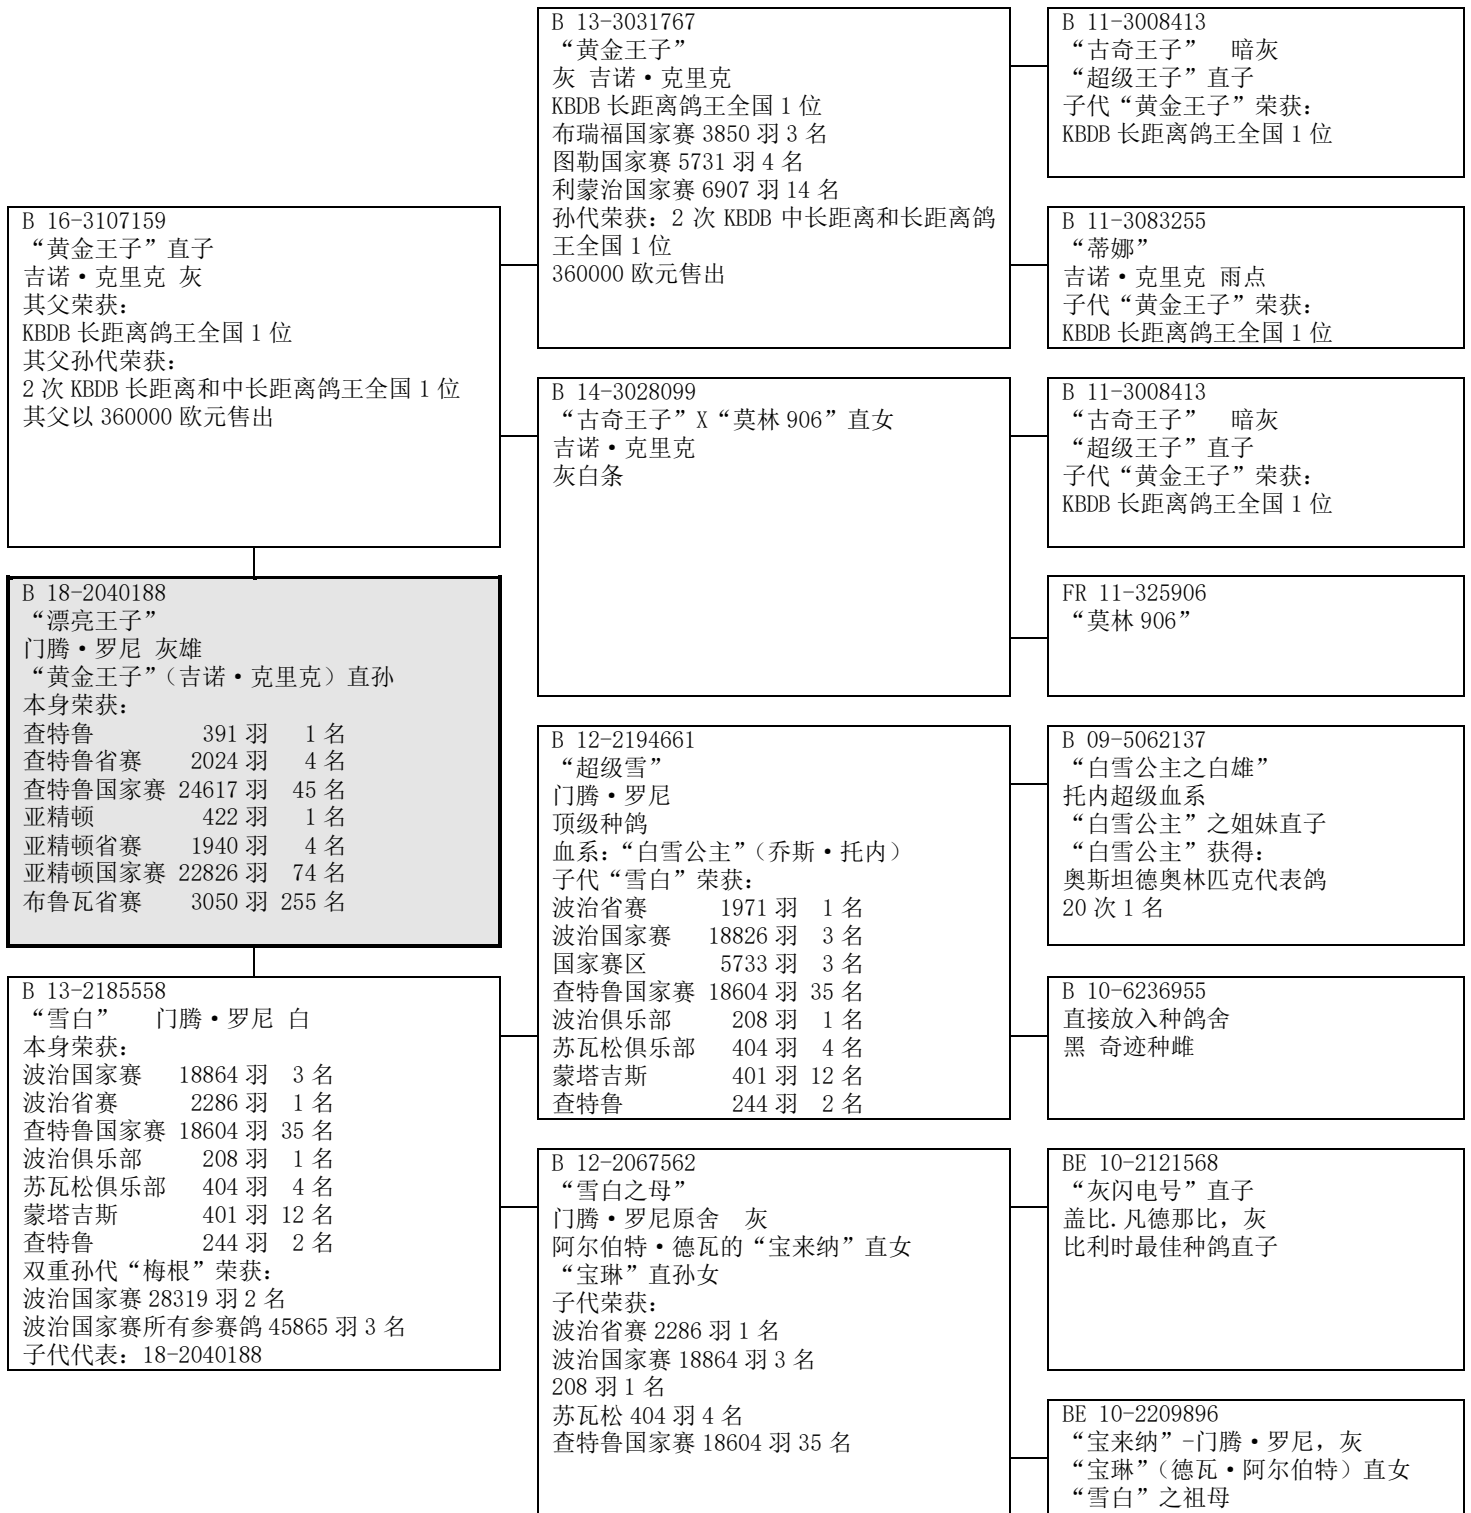 B 16-3107159
“黄金王子”直子
吉诺·克里克 灰
其父荣获：
KBDB 长距离鸽王全国 1 位
其父孙代荣获：
2 次 KBDB 长距离和中长距离鸽王全国 1 位
其父以 360000 欧元售出
B 18-2040188
“漂亮王子”
门腾·罗尼 灰雄
“黄金王子”（吉诺·克里克）直孙
本身荣获：
查特鲁 391 羽 1 名
查特鲁省赛 2024 羽 4 名
查特鲁国家赛 24617 羽 45 名
亚精顿 422 羽 1 名
亚精顿省赛 1940 羽 4 名
亚精顿国家赛 22826 羽 74 名
布鲁瓦省赛 3050 羽 255 名
B 13-2185558
“雪白” 门腾·罗尼 白
本身荣获：
波治国家赛 18864 羽 3 名
波治省赛 2286 羽 1 名
查特鲁国家赛 18604 羽 35 名
波治俱乐部 208 羽 1 名
苏瓦松俱乐部 404 羽 4 名
蒙塔吉斯 401 羽 12 名
查特鲁 244 羽 2 名
双重孙代“梅根”荣获：
波治国家赛 28319 羽 2 名
波治国家赛所有参赛鸽 45865 羽 3 名
子代代表：18-2040188
B 13-3031767
“黄金王子”
灰 吉诺·克里克
KBDB 长距离鸽王全国 1 位
布瑞福国家赛 3850 羽 3 名
图勒国家赛 5731 羽 4 名
利蒙治国家赛 6907 羽 14 名
孙代荣获：2 次 KBDB 中长距离和长距离鸽
王全国 1 位
360000 欧元售出
B 14-3028099
“古奇王子”X“莫林 906”直女
吉诺·克里克
灰白条
B 12-2194661
“超级雪”
门腾·罗尼
顶级种鸽
血系：“白雪公主”（乔斯·托内）
子代“雪白”荣获：
波治省赛 1971 羽 1 名
波治国家赛 18826 羽 3 名
国家赛区 5733 羽 3 名
查特鲁国家赛 18604 羽 35 名
波治俱乐部 208 羽 1 名
苏瓦松俱乐部 404 羽 4 名
蒙塔吉斯 401 羽 12 名
查特鲁 244 羽 2 名
B 12-2067562
“雪白之母”
门腾·罗尼原舍 灰
阿尔伯特·德瓦的“宝来纳”直女
“宝琳”直孙女
子代荣获：
波治省赛 2286 羽 1 名
波治国家赛 18864 羽 3 名
208 羽 1 名
苏瓦松 404 羽 4 名
查特鲁国家赛 18604 羽 35 名
B 11-3008413
“古奇王子” 暗灰
“超级王子”直子
子代“黄金王子”荣获：
KBDB 长距离鸽王全国 1 位
B 11-3083255
“蒂娜”
吉诺·克里克 雨点
子代“黄金王子”荣获：
KBDB 长距离鸽王全国 1 位
B 11-3008413
“古奇王子” 暗灰
“超级王子”直子
子代“黄金王子”荣获：
KBDB 长距离鸽王全国 1 位
FR 11-325906
“莫林 906”
B 09-5062137
“白雪公主之白雄”
托内超级血系
“白雪公主”之姐妹直子
“白雪公主”获得：
奥斯坦德奥林匹克代表鸽
20 次 1 名
B 10-6236955
直接放入种鸽舍
黑 奇迹种雌
BE 10-2121568
“灰闪电号”直子
盖比.凡德那比，灰
比利时最佳种鸽直子
BE 10-2209896
“宝来纳”-门腾·罗尼，灰
“宝琳”（德瓦·阿尔伯特）直女
“雪白”之祖母